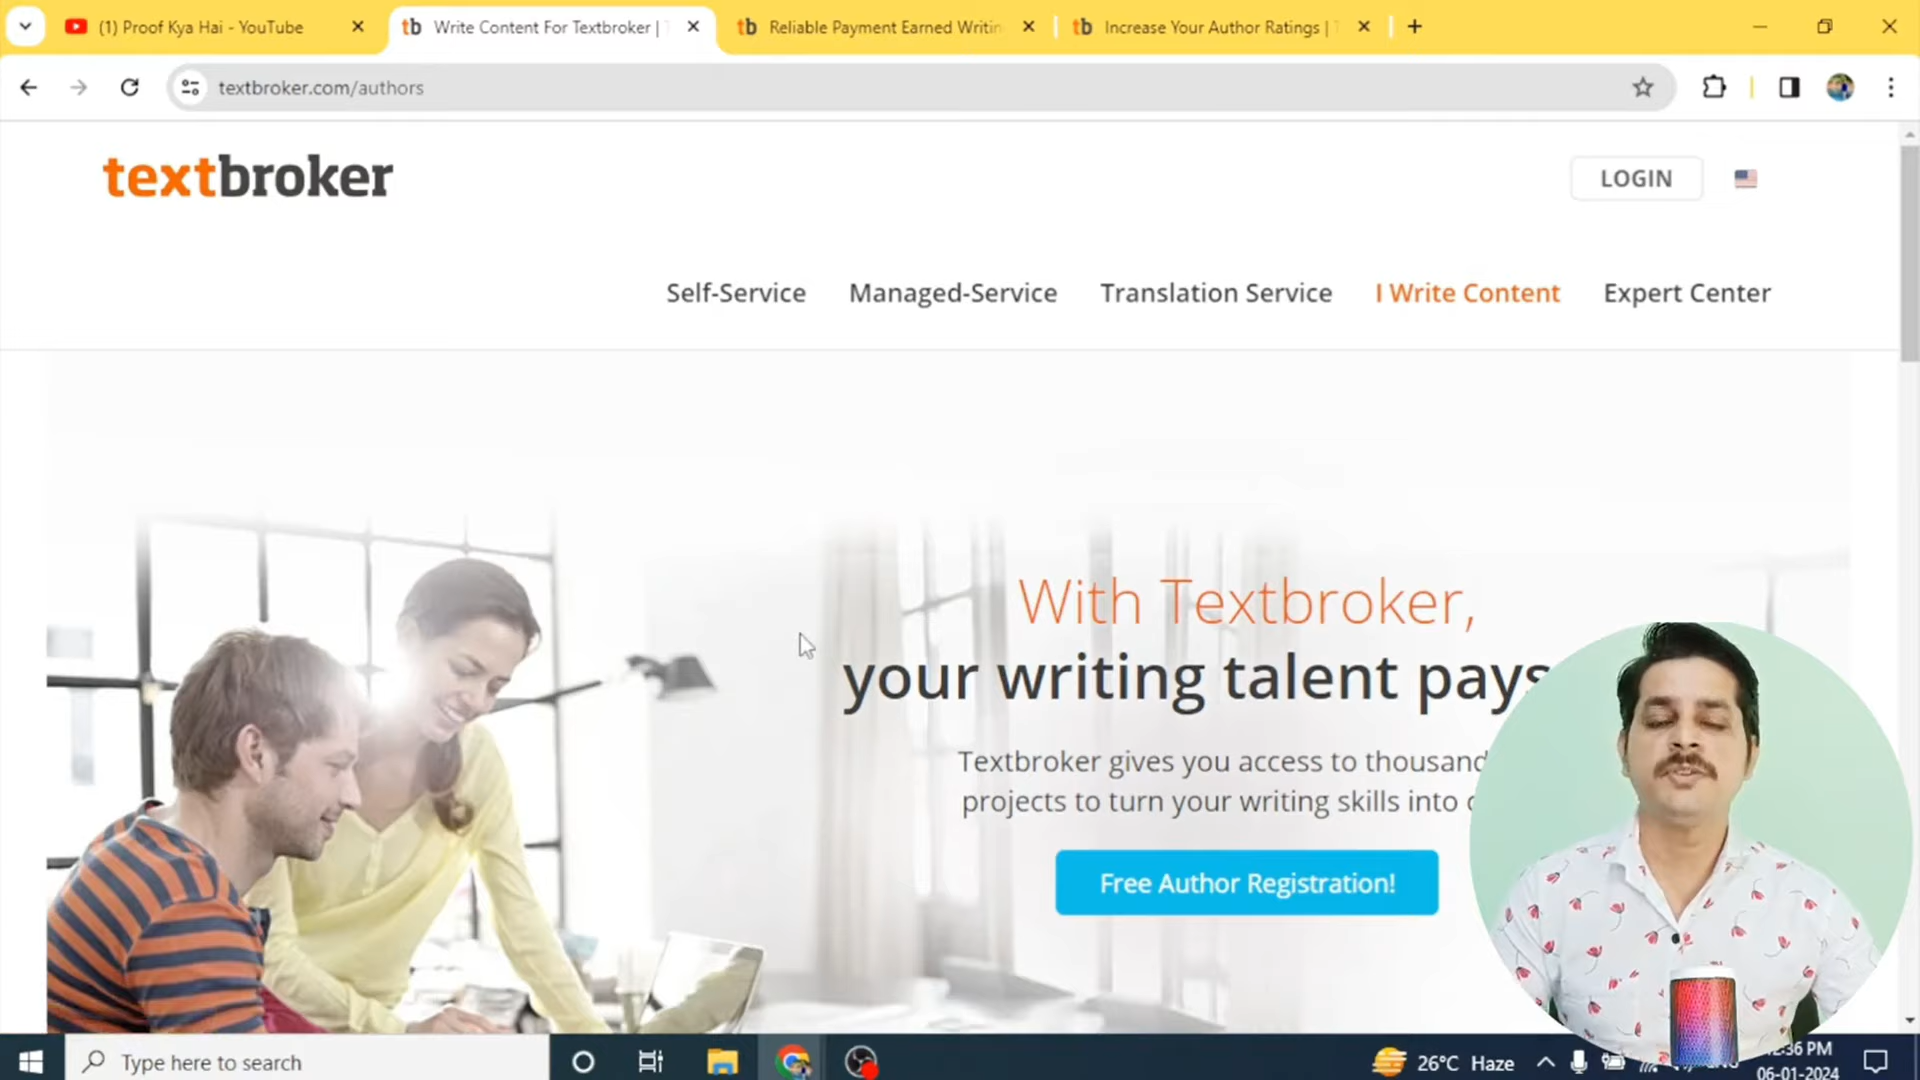 (1) Proof Kya Hai - YouTube
Write Content For Textbroker |
Reliable Payment Earned Writin
Increase Your Author Ratings |
textbroker.com/authors
textbroker
LOGIN
Self-Service
Managed-Service
Translation Service
I Write Content
Expert Center
With Textbroker,
your writing talent pays
Textbroker gives you access to thousand
projects to turn your writing skills into
Free Author Registration!
Type here to search
26°C Haze
:36 PM
06-01-2024